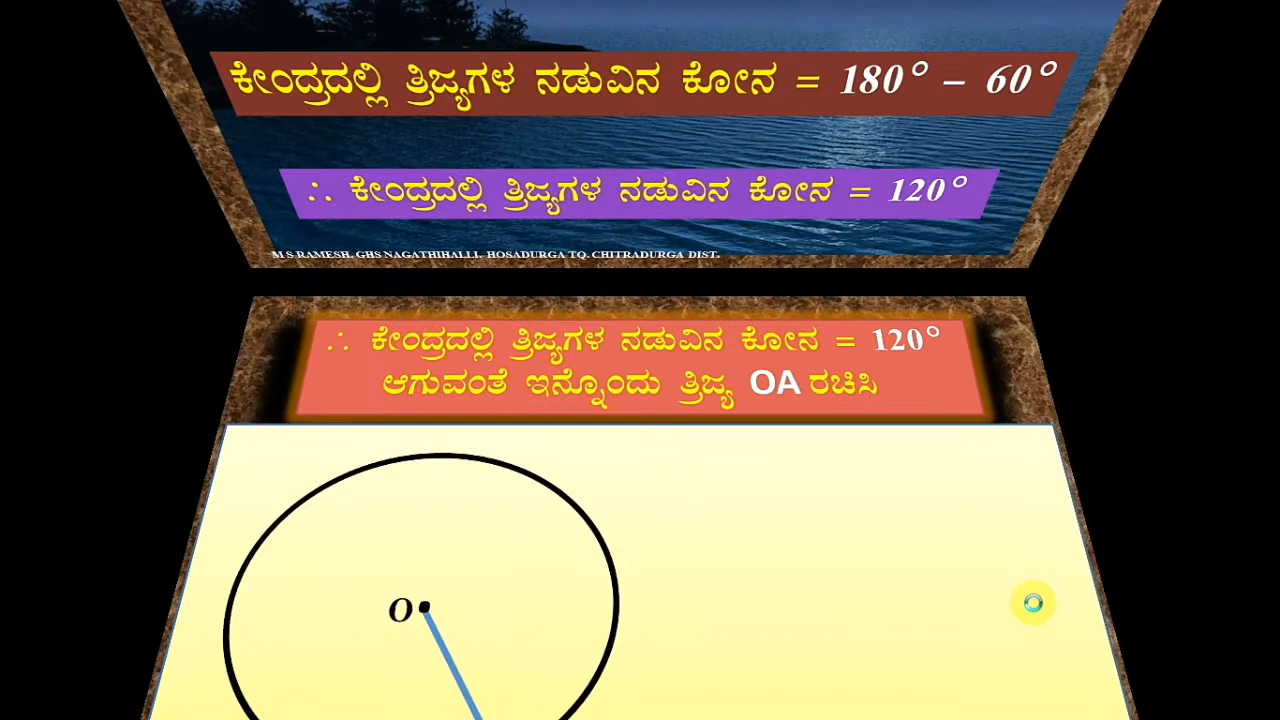 ಕೇಂದ್ರದಲ್ಲಿ ತ್ರಿಜ್ಯಗಳ ನಡುವಿನ ಕೋನ = 180° − 60°
∴ ಕೇಂದ್ರದಲ್ಲಿ ತ್ರಿಜ್ಯಗಳ ನಡುವಿನ ಕೋನ = 120°
M S RAMESH. GHS NAGATHIHALLI. HOSADURGA TQ. CHITRADURGA DIST.
∴ ಕೇಂದ್ರದಲ್ಲಿ ತ್ರಿಜ್ಯಗಳ ನಡುವಿನ ಕೋನ = 120°
ಆಗುವಂತೆ ಇನ್ನೊಂದು ತ್ರಿಜ್ಯ OA ರಚಿಸಿ
O